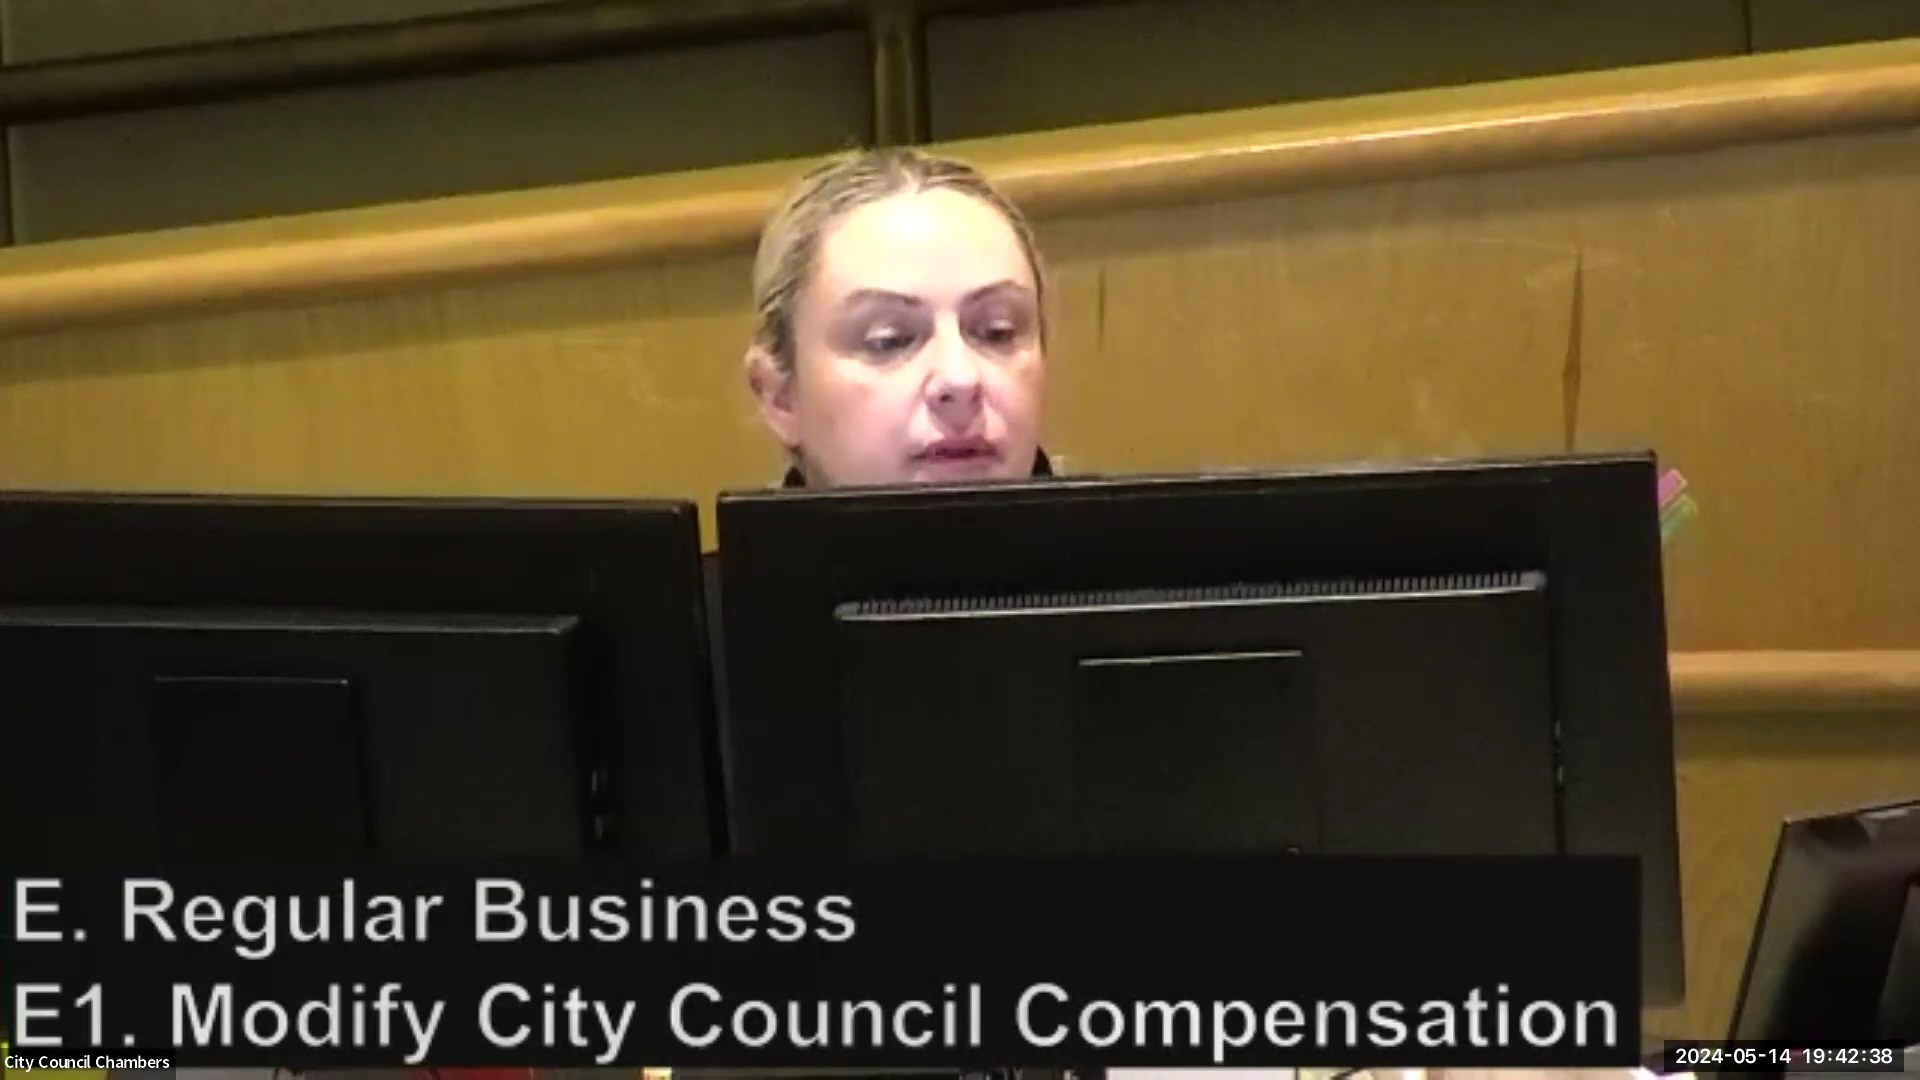 E. Regular Business
E1. Modify City Council Compensation
City Council Chambers
2024-05-14 19:42:38